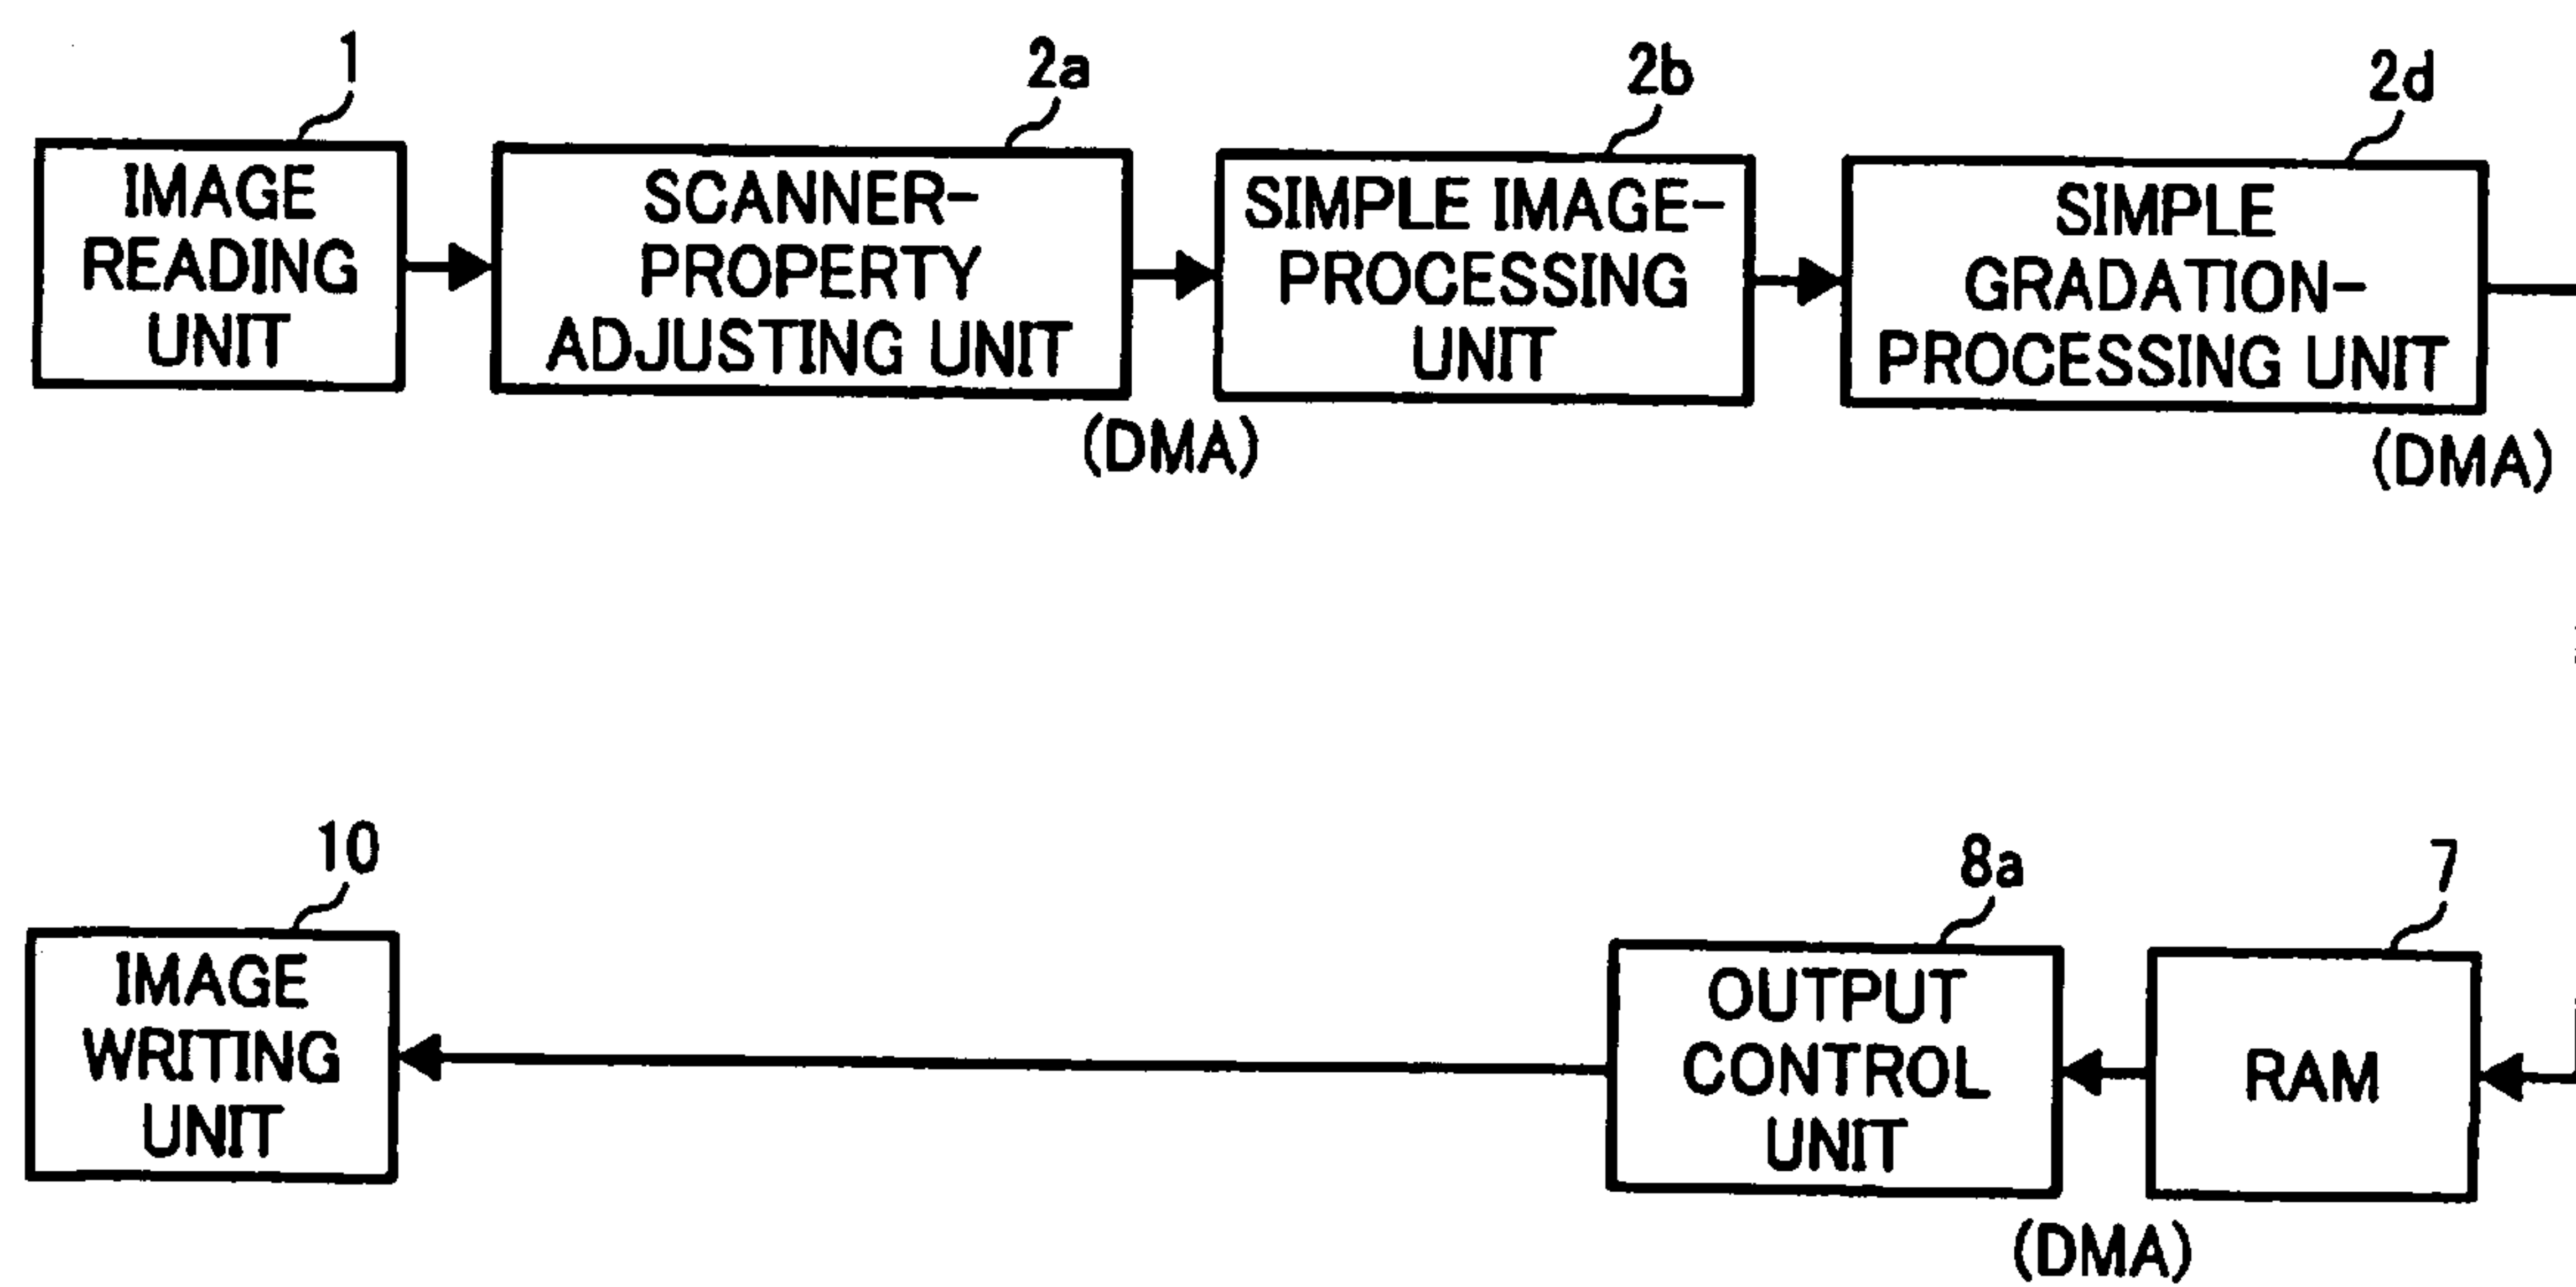 1
IMAGE
READING
UNIT
2a
SCANNER-
PROPERTY
ADJUSTING UNIT
(DMA)
2b
SIMPLE IMAGE-
PROCESSING
UNIT
2d
SIMPLE
GRADATION-
PROCESSING UNIT
(DMA)
10
IMAGE
WRITING
UNIT
8a
OUTPUT
CONTROL
UNIT
(DMA)
7
RAM